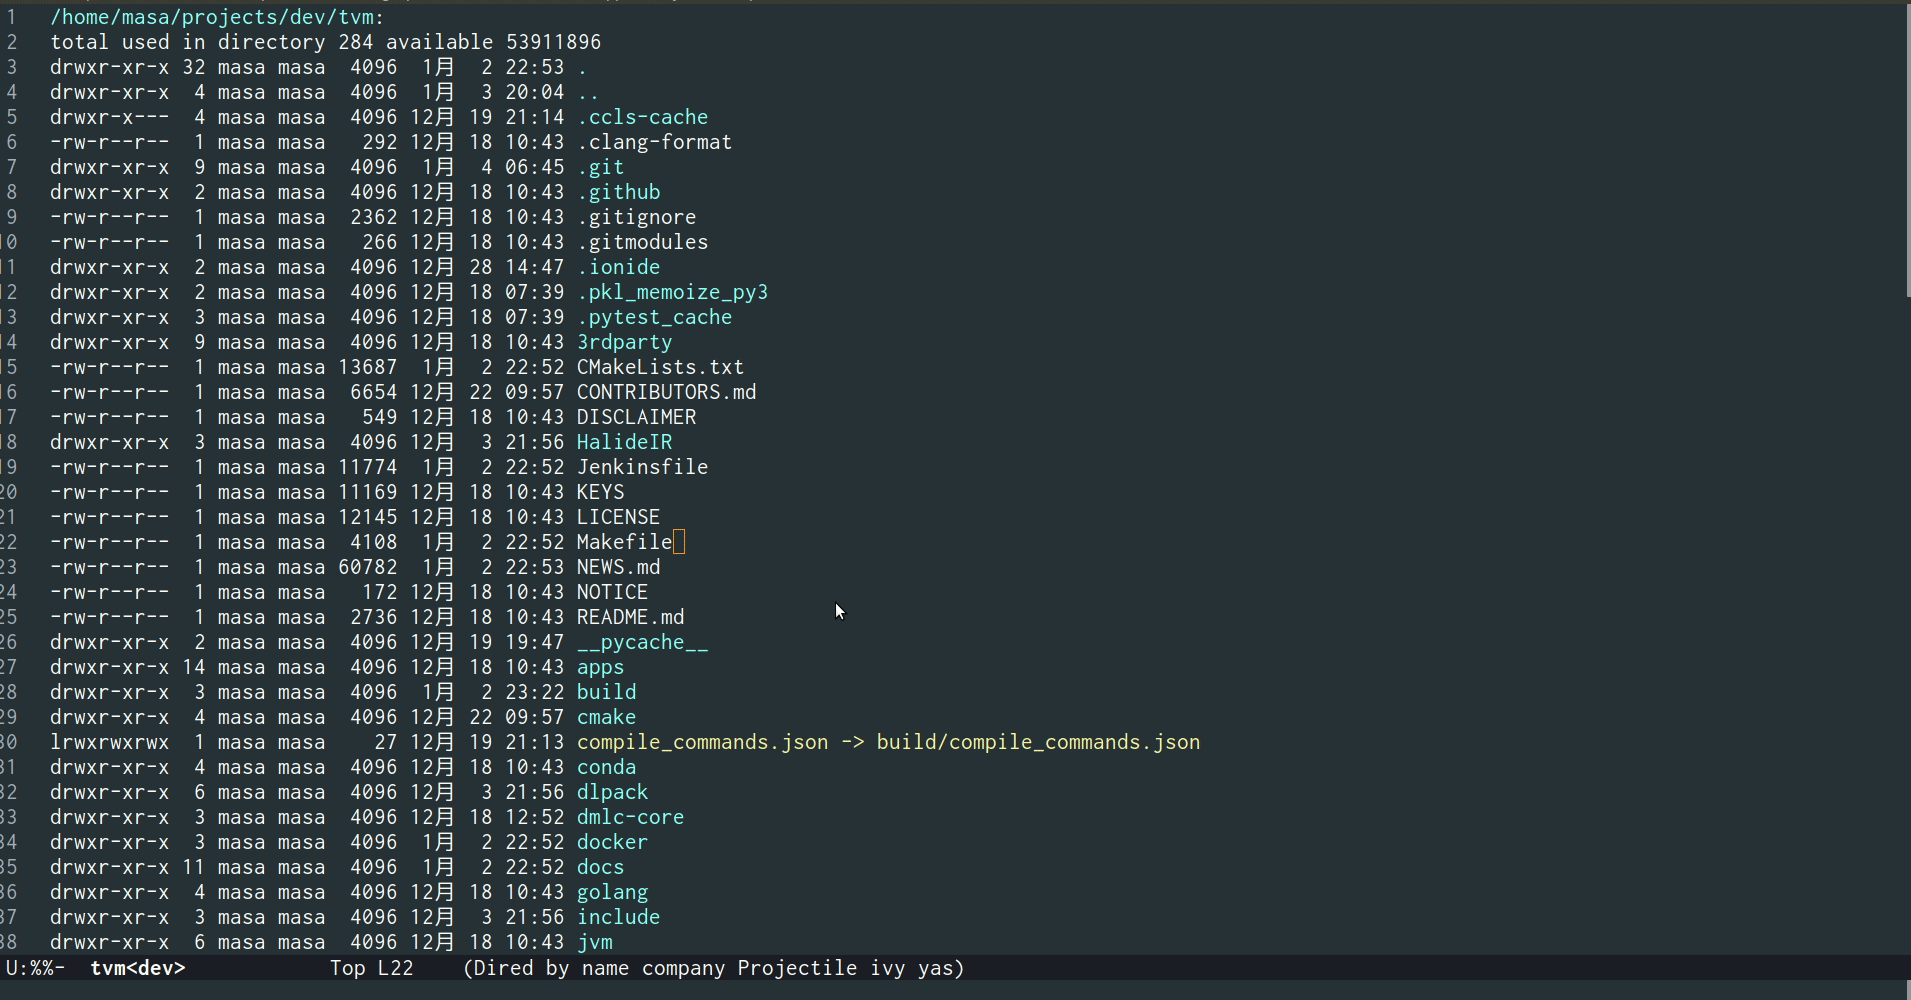 1 /home/masa/projects/dev/tvm:
2 total used in directory 284 available 53911896
3 drwxr-xr-x 32 masa masa 4096 1月 2 22:53 .
4 drwxr-xr-x 4 masa masa 4096 1月 3 20:04 ..
5 drwxr-x--- 4 masa masa 4096 12月 19 21:14 .ccls-cache
6 -rw-r--r-- 1 masa masa 292 12月 18 10:43 .clang-format
7 drwxr-xr-x 9 masa masa 4096 1月 4 06:45 .git
8 drwxr-xr-x 2 masa masa 4096 12月 18 10:43 .github
9 -rw-r--r-- 1 masa masa 2362 12月 18 10:43 .gitignore
10 -rw-r--r-- 1 masa masa 266 12月 18 10:43 .gitmodules
11 drwxr-xr-x 2 masa masa 4096 12月 28 14:47 .ionide
12 drwxr-xr-x 2 masa masa 4096 12月 18 07:39 .pkl_memoize_py3
13 drwxr-xr-x 3 masa masa 4096 12月 18 07:39 .pytest_cache
14 drwxr-xr-x 9 masa masa 4096 12月 18 10:43 3rdparty
15 -rw-r--r-- 1 masa masa 13687 1月 2 22:52 CMakeLists.txt
16 -rw-r--r-- 1 masa masa 6654 12月 22 09:57 CONTRIBUTORS.md
17 -rw-r--r-- 1 masa masa 549 12月 18 10:43 DISCLAIMER
18 drwxr-xr-x 3 masa masa 4096 12月 3 21:56 HalideIR
19 -rw-r--r-- 1 masa masa 11774 1月 2 22:52 Jenkinsfile
20 -rw-r--r-- 1 masa masa 11169 12月 18 10:43 KEYS
21 -rw-r--r-- 1 masa masa 12145 12月 18 10:43 LICENSE
22 -rw-r--r-- 1 masa masa 4108 1月 2 22:52 Makefile
23 -rw-r--r-- 1 masa masa 60782 1月 2 22:53 NEWS.md
24 -rw-r--r-- 1 masa masa 172 12月 18 10:43 NOTICE
25 -rw-r--r-- 1 masa masa 2736 12月 18 10:43 README.md
26 drwxr-xr-x 2 masa masa 4096 12月 19 19:47 __pycache__
27 drwxr-xr-x 14 masa masa 4096 12月 18 10:43 apps
28 drwxr-xr-x 3 masa masa 4096 1月 2 23:22 build
29 drwxr-xr-x 4 masa masa 4096 12月 22 09:57 cmake
30 lrwxrwxrwx 1 masa masa 27 12月 19 21:13 compile_commands.json -> build/compile_commands.json
31 drwxr-xr-x 4 masa masa 4096 12月 18 10:43 conda
32 drwxr-xr-x 6 masa masa 4096 12月 3 21:56 dlpack
33 drwxr-xr-x 3 masa masa 4096 12月 18 12:52 dmlc-core
34 drwxr-xr-x 3 masa masa 4096 1月 2 22:52 docker
35 drwxr-xr-x 11 masa masa 4096 1月 2 22:52 docs
36 drwxr-xr-x 4 masa masa 4096 12月 18 10:43 golang
37 drwxr-xr-x 3 masa masa 4096 12月 3 21:56 include
38 drwxr-xr-x 6 masa masa 4096 12月 18 10:43 jvm
U:%%- tvm<dev> Top L22 (Dired by name company Projectile ivy yas)